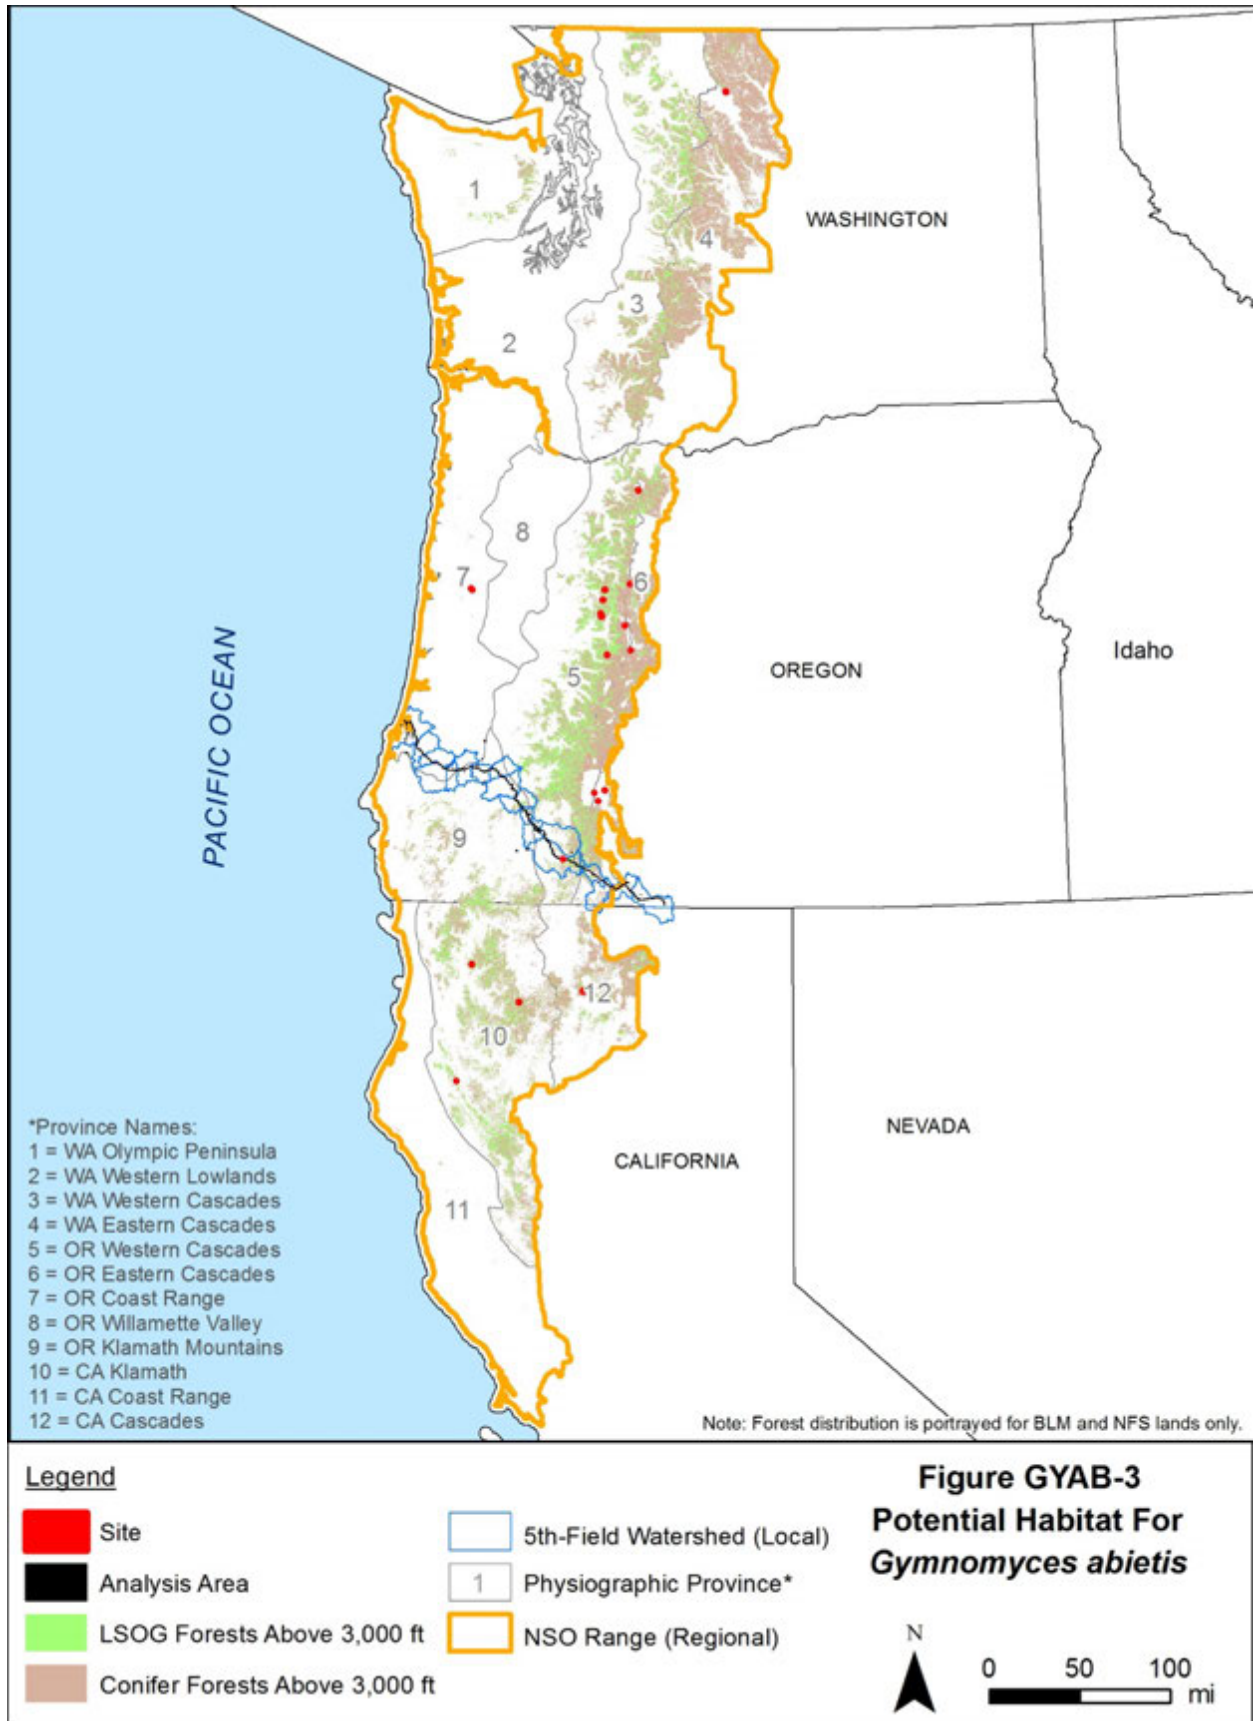 WASHINGTON
1
4
3
2
8
7
6
5
OREGON
Idaho
PACIFIC OCEAN
9
12
10
NEVADA
CALIFORNIA
11
*Province Names:
1 = WA Olympic Peninsula
2 = WA Western Lowlands
3 = WA Western Cascades
4 = WA Eastern Cascades
5 = OR Western Cascades
6 = OR Eastern Cascades
7 = OR Coast Range
8 = OR Willamette Valley
9 = OR Klamath Mountains
10 = CA Klamath
11 = CA Coast Range
12 = CA Cascades
Note: Forest distribution is portrayed for BLM and NFS lands only.
Legend
Site
Analysis Area
LSOG Forests Above 3,000 ft
Conifer Forests Above 3,000 ft
5th-Field Watershed (Local)
1 Physiographic Province*
NSO Range (Regional)
Figure GYAB-3
Potential Habitat For
Gymnomyces abietis
N
0 50 100
mi